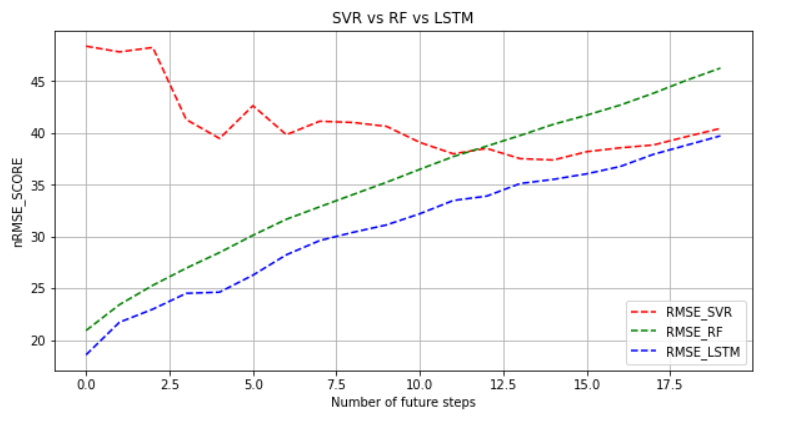 SVR vs RF vs LSTM
nRMSE_SCORE
45
40
35
30
25
20
RMSE_SVR
RMSE_RF
RMSE_LSTM
0.0 2.5 5.0 7.5 10.0 12.5 15.0 17.5
Number of future steps